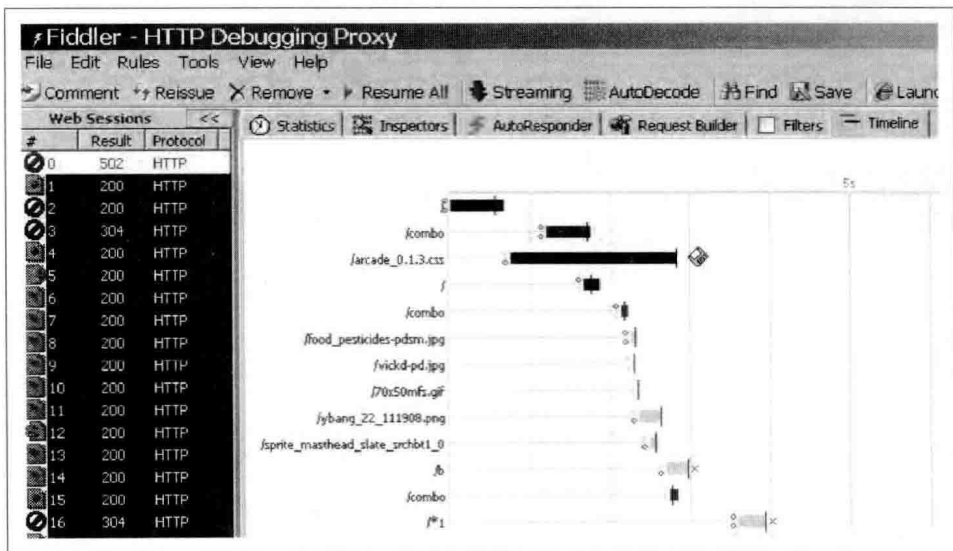 Fiddler - HTTP Debugging Proxy
File Edit Rules Tools View Help
Comment Reissue Remove Resume All Streaming AutoDecode Find Save Launc
Web Sessions <<
Statistics Inspectors AutoResponder Request Builder Filters Timeline
# Result Protocol
0 502 HTTP
1 200 HTTP
2 200 HTTP
3 304 HTTP
4 200 HTTP
5 200 HTTP
6 200 HTTP
7 200 HTTP
8 200 HTTP
9 200 HTTP
10 200 HTTP
11 200 HTTP
12 200 HTTP
13 200 HTTP
14 200 HTTP
15 200 HTTP
16 304 HTTP
5s
/combo
/arcade_0.1.3.css
/
/combo
/food_pesticides-pdsm.jpg
/vickd-pd.jpg
/70x50mfs.gif
/ybang_22_111908.png
/sprite_masthead_slate_srchbt1_0
/b
/combo
/*1